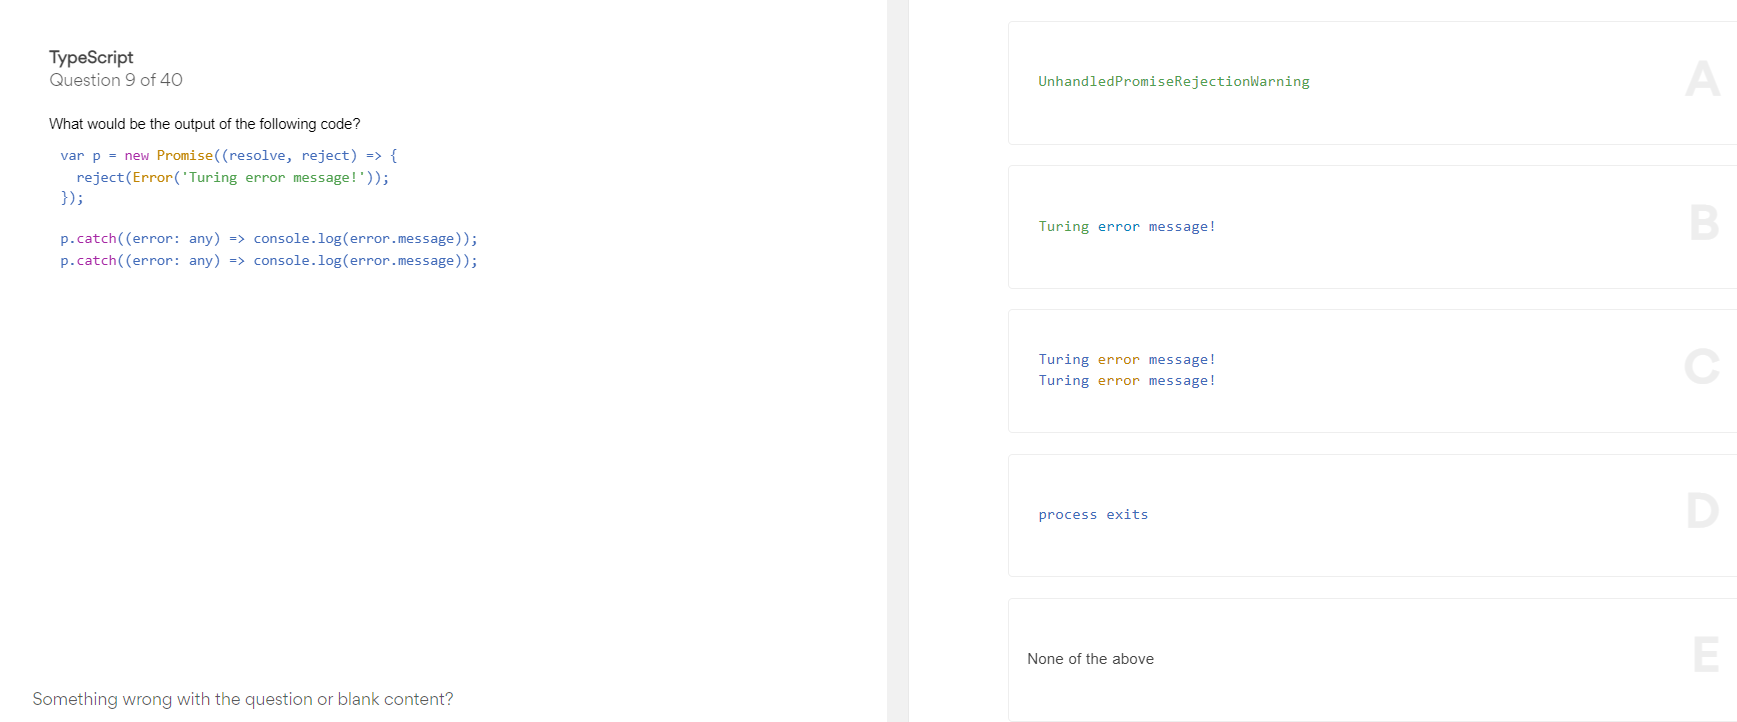 TypeScript
Question 9 of 40
What would be the output of the following code?
var p = new Promise((resolve, reject) => {
  reject(Error('Turing error message!'));
});
p.catch((error: any) => console.log(error.message));
p.catch((error: any) => console.log(error.message));
Something wrong with the question or blank content?
UnhandledPromiseRejectionWarning
A
Turing error message!
B
Turing error message!
Turing error message!
C
process exits
D
None of the above
E